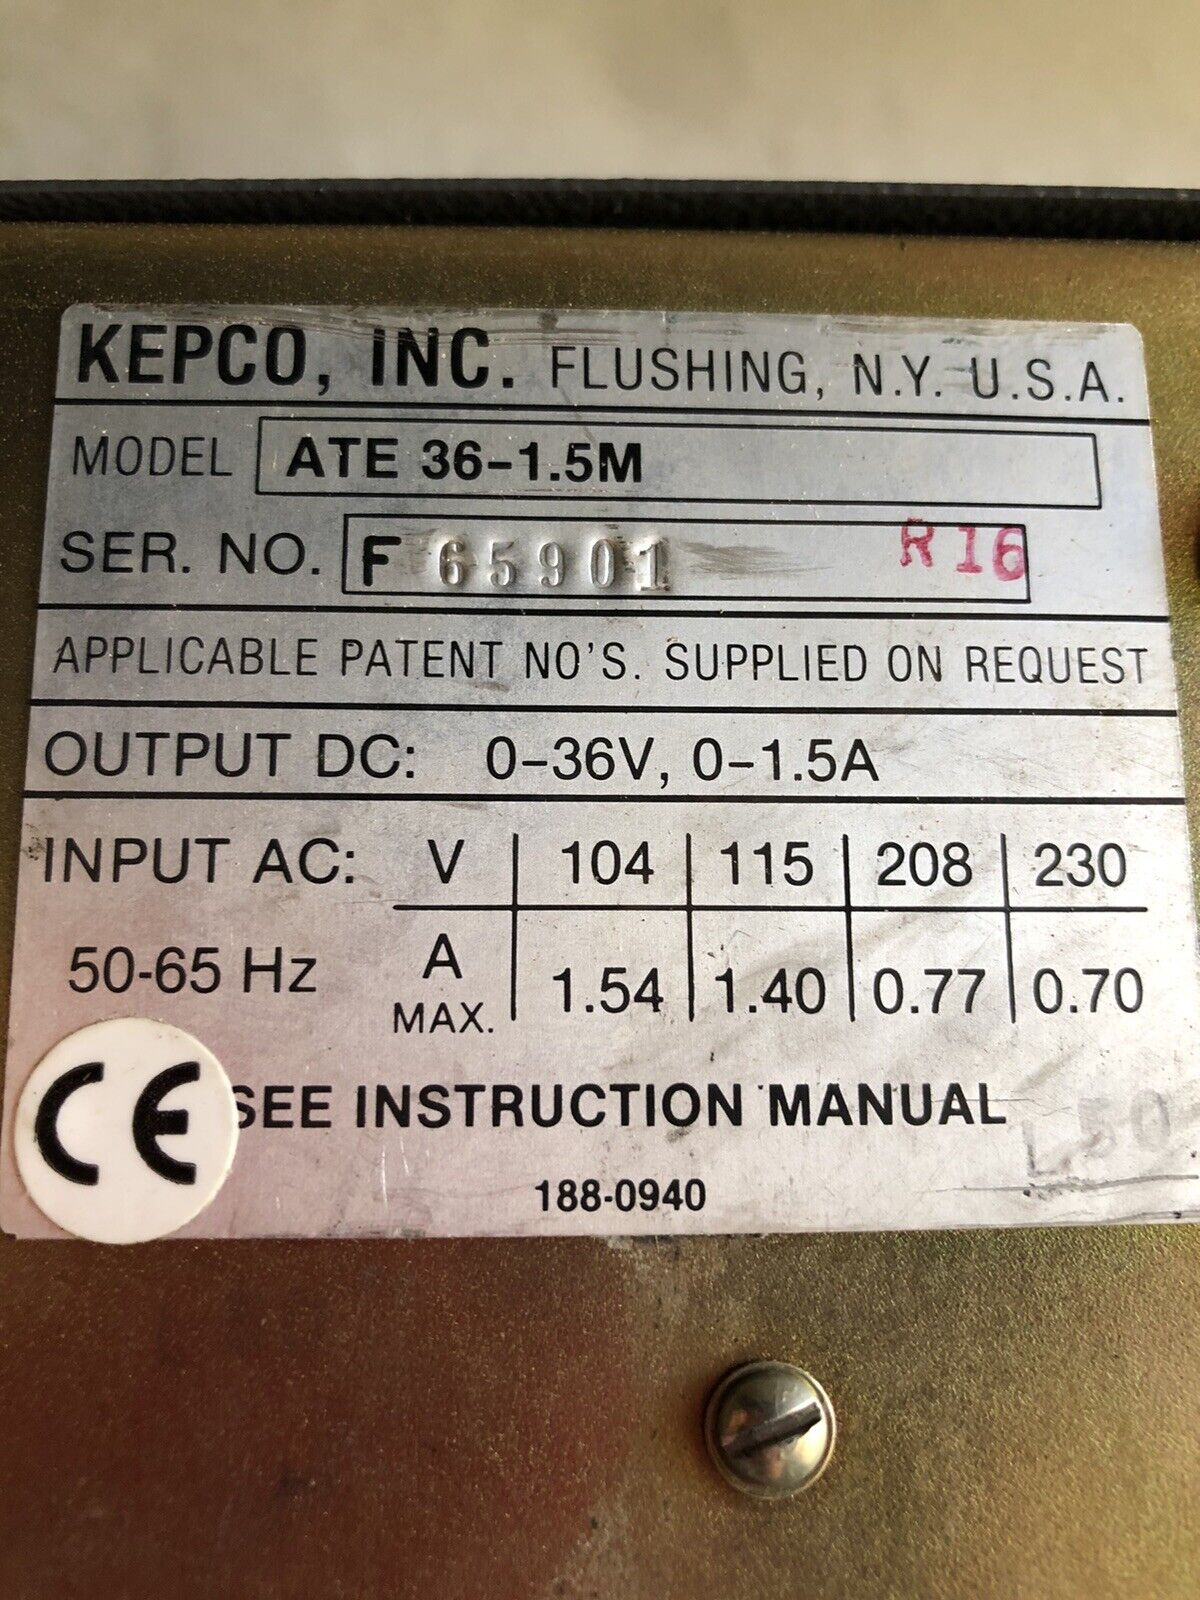 KEPCO, INC. FLUSHING, N.Y. U.S.A.
MODEL ATE 36-1.5M
SER. NO. F 65901 R16
APPLICABLE PATENT NO'S. SUPPLIED ON REQUEST
OUTPUT DC: 0-36V, 0-1.5A
INPUT AC: V 104 115 208 230
50-65 Hz A MAX. 1.54 1.40 0.77 0.70
CE SEE INSTRUCTION MANUAL
188-0940